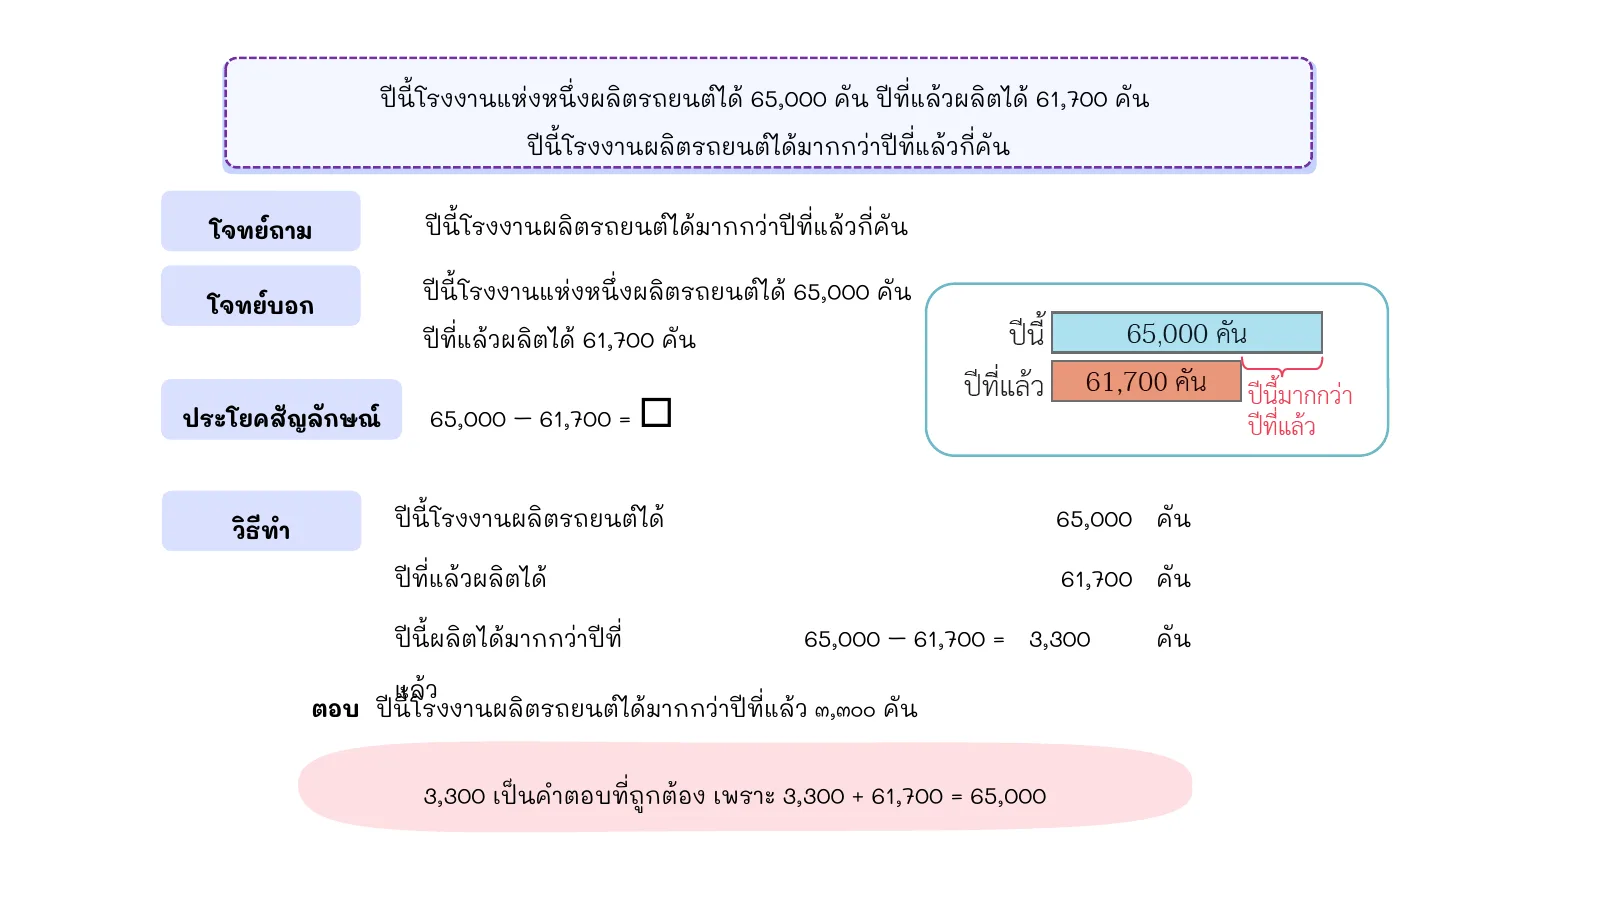 ปีนี้โรงงานแห่งหนึ่งผลิตรถยนต์ได้ 65,000 คัน ปีที่แล้วผลิตได้ 61,700 คัน
ปีนี้โรงงานผลิตรถยนต์ได้มากกว่าปีที่แล้วกี่คัน
โจทย์ถาม
ปีนี้โรงงานผลิตรถยนต์ได้มากกว่าปีที่แล้วกี่คัน
โจทย์บอก
ปีนี้โรงงานแห่งหนึ่งผลิตรถยนต์ได้ 65,000 คัน
ปีที่แล้วผลิตได้ 61,700 คัน
ปีนี้ 65,000 คัน
ปีที่แล้ว 61,700 คัน
ปีนี้มากกว่า
ปีที่แล้ว
ประโยคสัญลักษณ์
65,000 – 61,700 = □
วิธีทำ
ปีนี้โรงงานผลิตรถยนต์ได้ 65,000 คัน
ปีที่แล้วผลิตได้ 61,700 คัน
ปีนี้ผลิตได้มากกว่าปีที่ 65,000 – 61,700 = 3,300 คัน
แล้ว
ตอบ ปีนี้โรงงานผลิตรถยนต์ได้มากกว่าปีที่แล้ว ๓,๓๐๐ คัน
3,300 เป็นคำตอบที่ถูกต้อง เพราะ 3,300 + 61,700 = 65,000